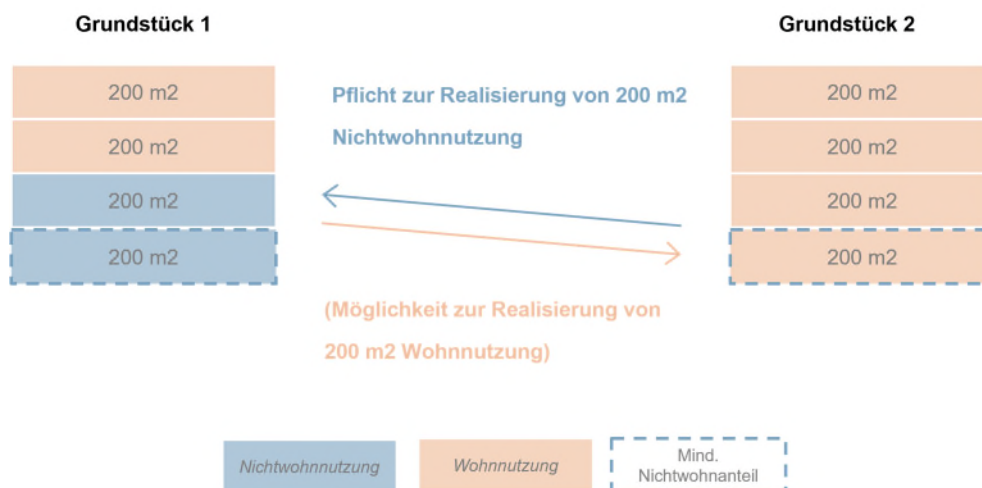 Grundstück 1
Grundstück 2
200 m2
200 m2
200 m2
200 m2
Pflicht zur Realisierung von 200 m2
Nichtwohnnutzung
(Möglichkeit zur Realisierung von
200 m2 Wohnnutzung)
200 m2
200 m2
200 m2
200 m2
Nichtwohnnutzung
Wohnnutzung
Mind.
Nichtwohnanteil